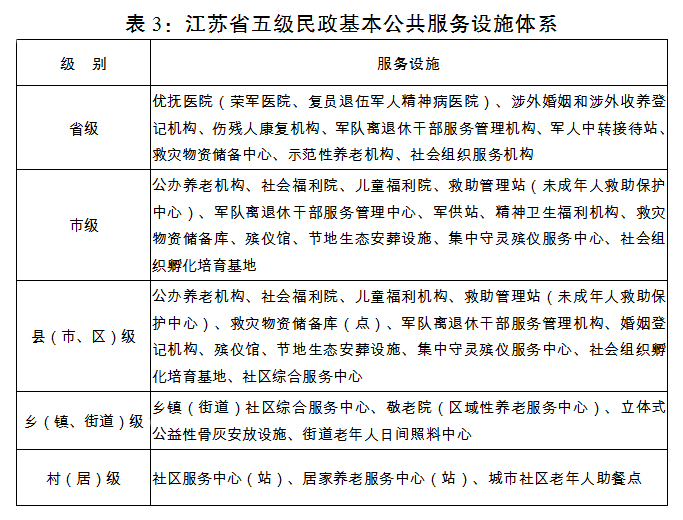 表 3：江苏省五级民政基本公共服务设施体系
级 别
服务设施
省级
优抚医院（荣军医院、复员退伍军人精神病医院）、涉外婚姻和涉外收养登
记机构、伤残人康复机构、军队离退休干部服务管理机构、军人中转接待站、
救灾物资储备中心、示范性养老机构、社会组织服务机构
市级
公办养老机构、社会福利院、儿童福利院、救助管理站（未成年人救助保护
中心）、军队离退休干部服务管理中心、军供站、精神卫生福利机构、救灾
物资储备库、殡仪馆、节地生态安葬设施、集中守灵殡仪服务中心、社会组
织孵化培育基地
县（市、区）级
公办养老机构、社会福利院、儿童福利机构、救助管理站（未成年人救助保
护中心）、救灾物资储备库（点）、军队离退休干部服务管理机构、婚姻登
记机构、殡仪馆、节地生态安葬设施、集中守灵殡仪服务中心、社会组织孵
化培育基地、社区综合服务中心
乡（镇、街道）级
乡镇（街道）社区综合服务中心、敬老院（区域性养老服务中心）、立体式
公益性骨灰安放设施、街道老年人日间照料中心
村（居）级
社区服务中心（站）、居家养老服务中心（站）、城市社区老年人助餐点